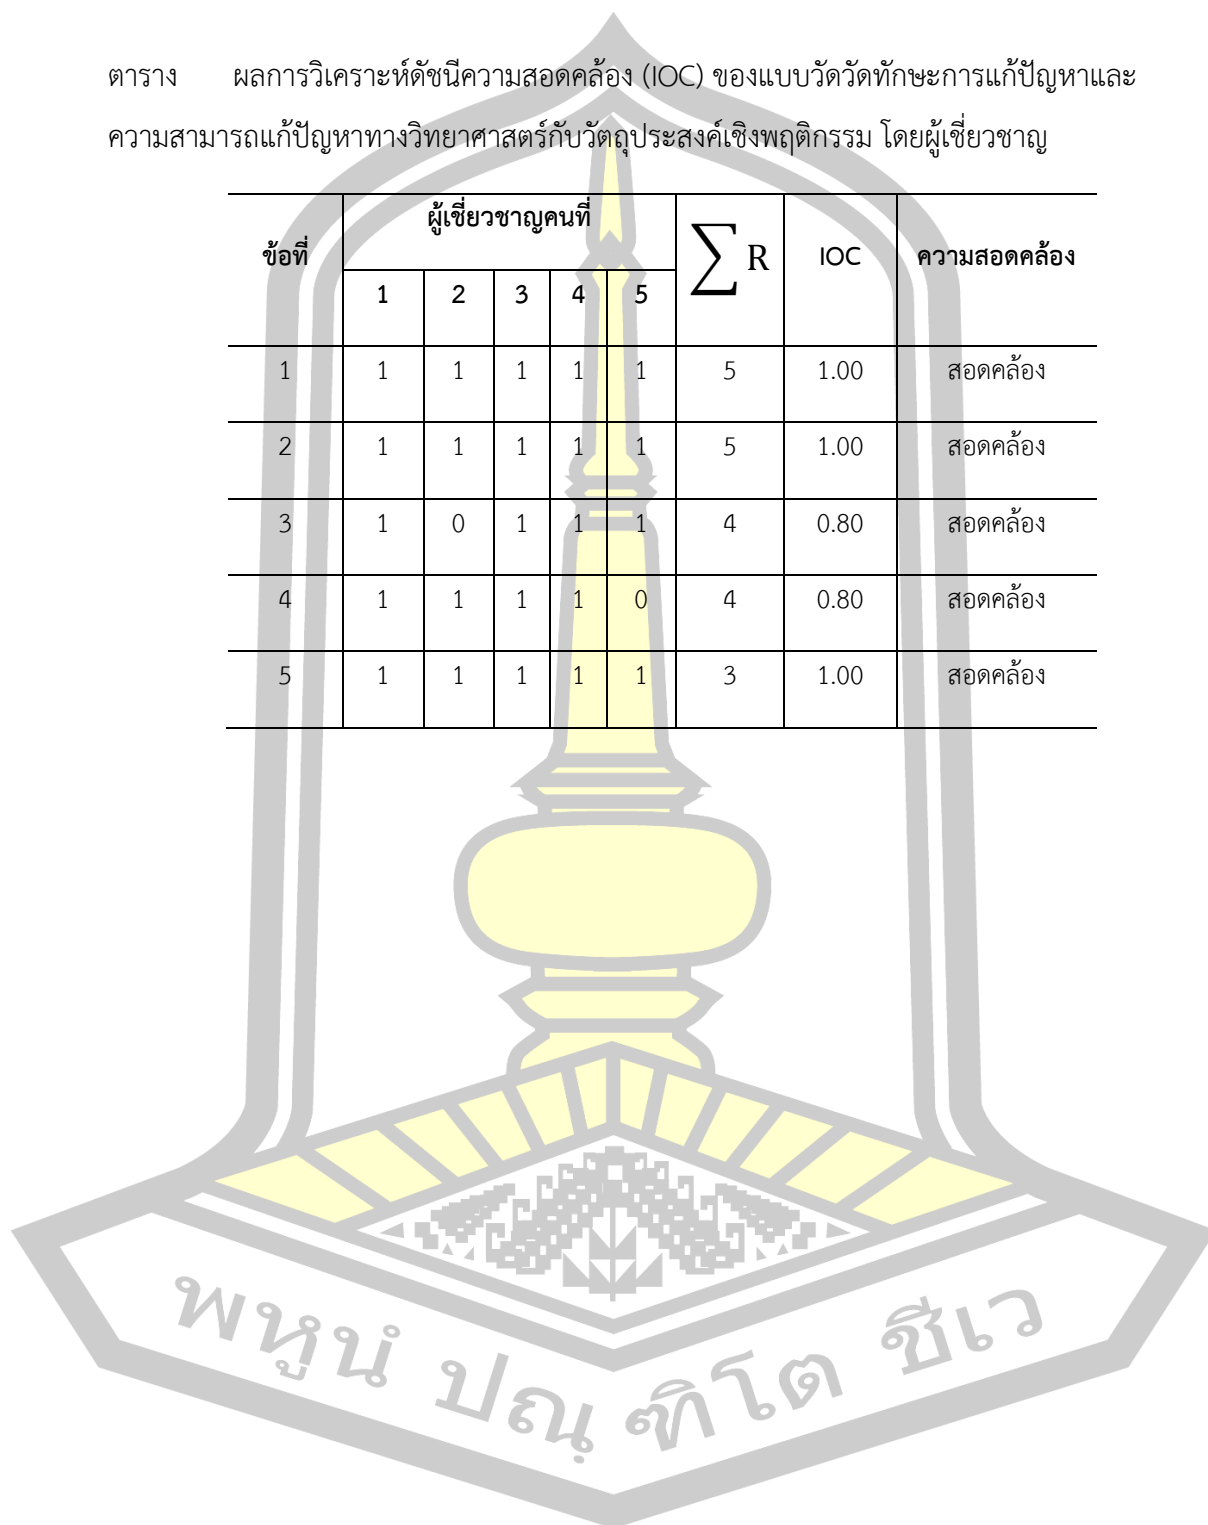 ตาราง ผลการวิเคราะห์ดัชนีความสอดคล้อง (IOC) ของแบบวัดวัดทักษะการแก้ปัญหาและ
ความสามารถแก้ปัญหาทางวิทยาศาสตร์กับวัตถุประสงค์เชิงพฤติกรรม โดยผู้เชี่ยวชาญ
ข้อที่ ผู้เชี่ยวชาญคนที่ ∑R IOC ความสอดคล้อง
1 2 3 4 5
1 1 1 1 1 1 5 1.00 สอดคล้อง
2 1 1 1 1 1 5 1.00 สอดคล้อง
3 1 0 1 1 1 4 0.80 สอดคล้อง
4 1 1 1 1 0 4 0.80 สอดคล้อง
5 1 1 1 1 1 3 1.00 สอดคล้อง
พหูนํ ปณฺฑิโต ชีเว